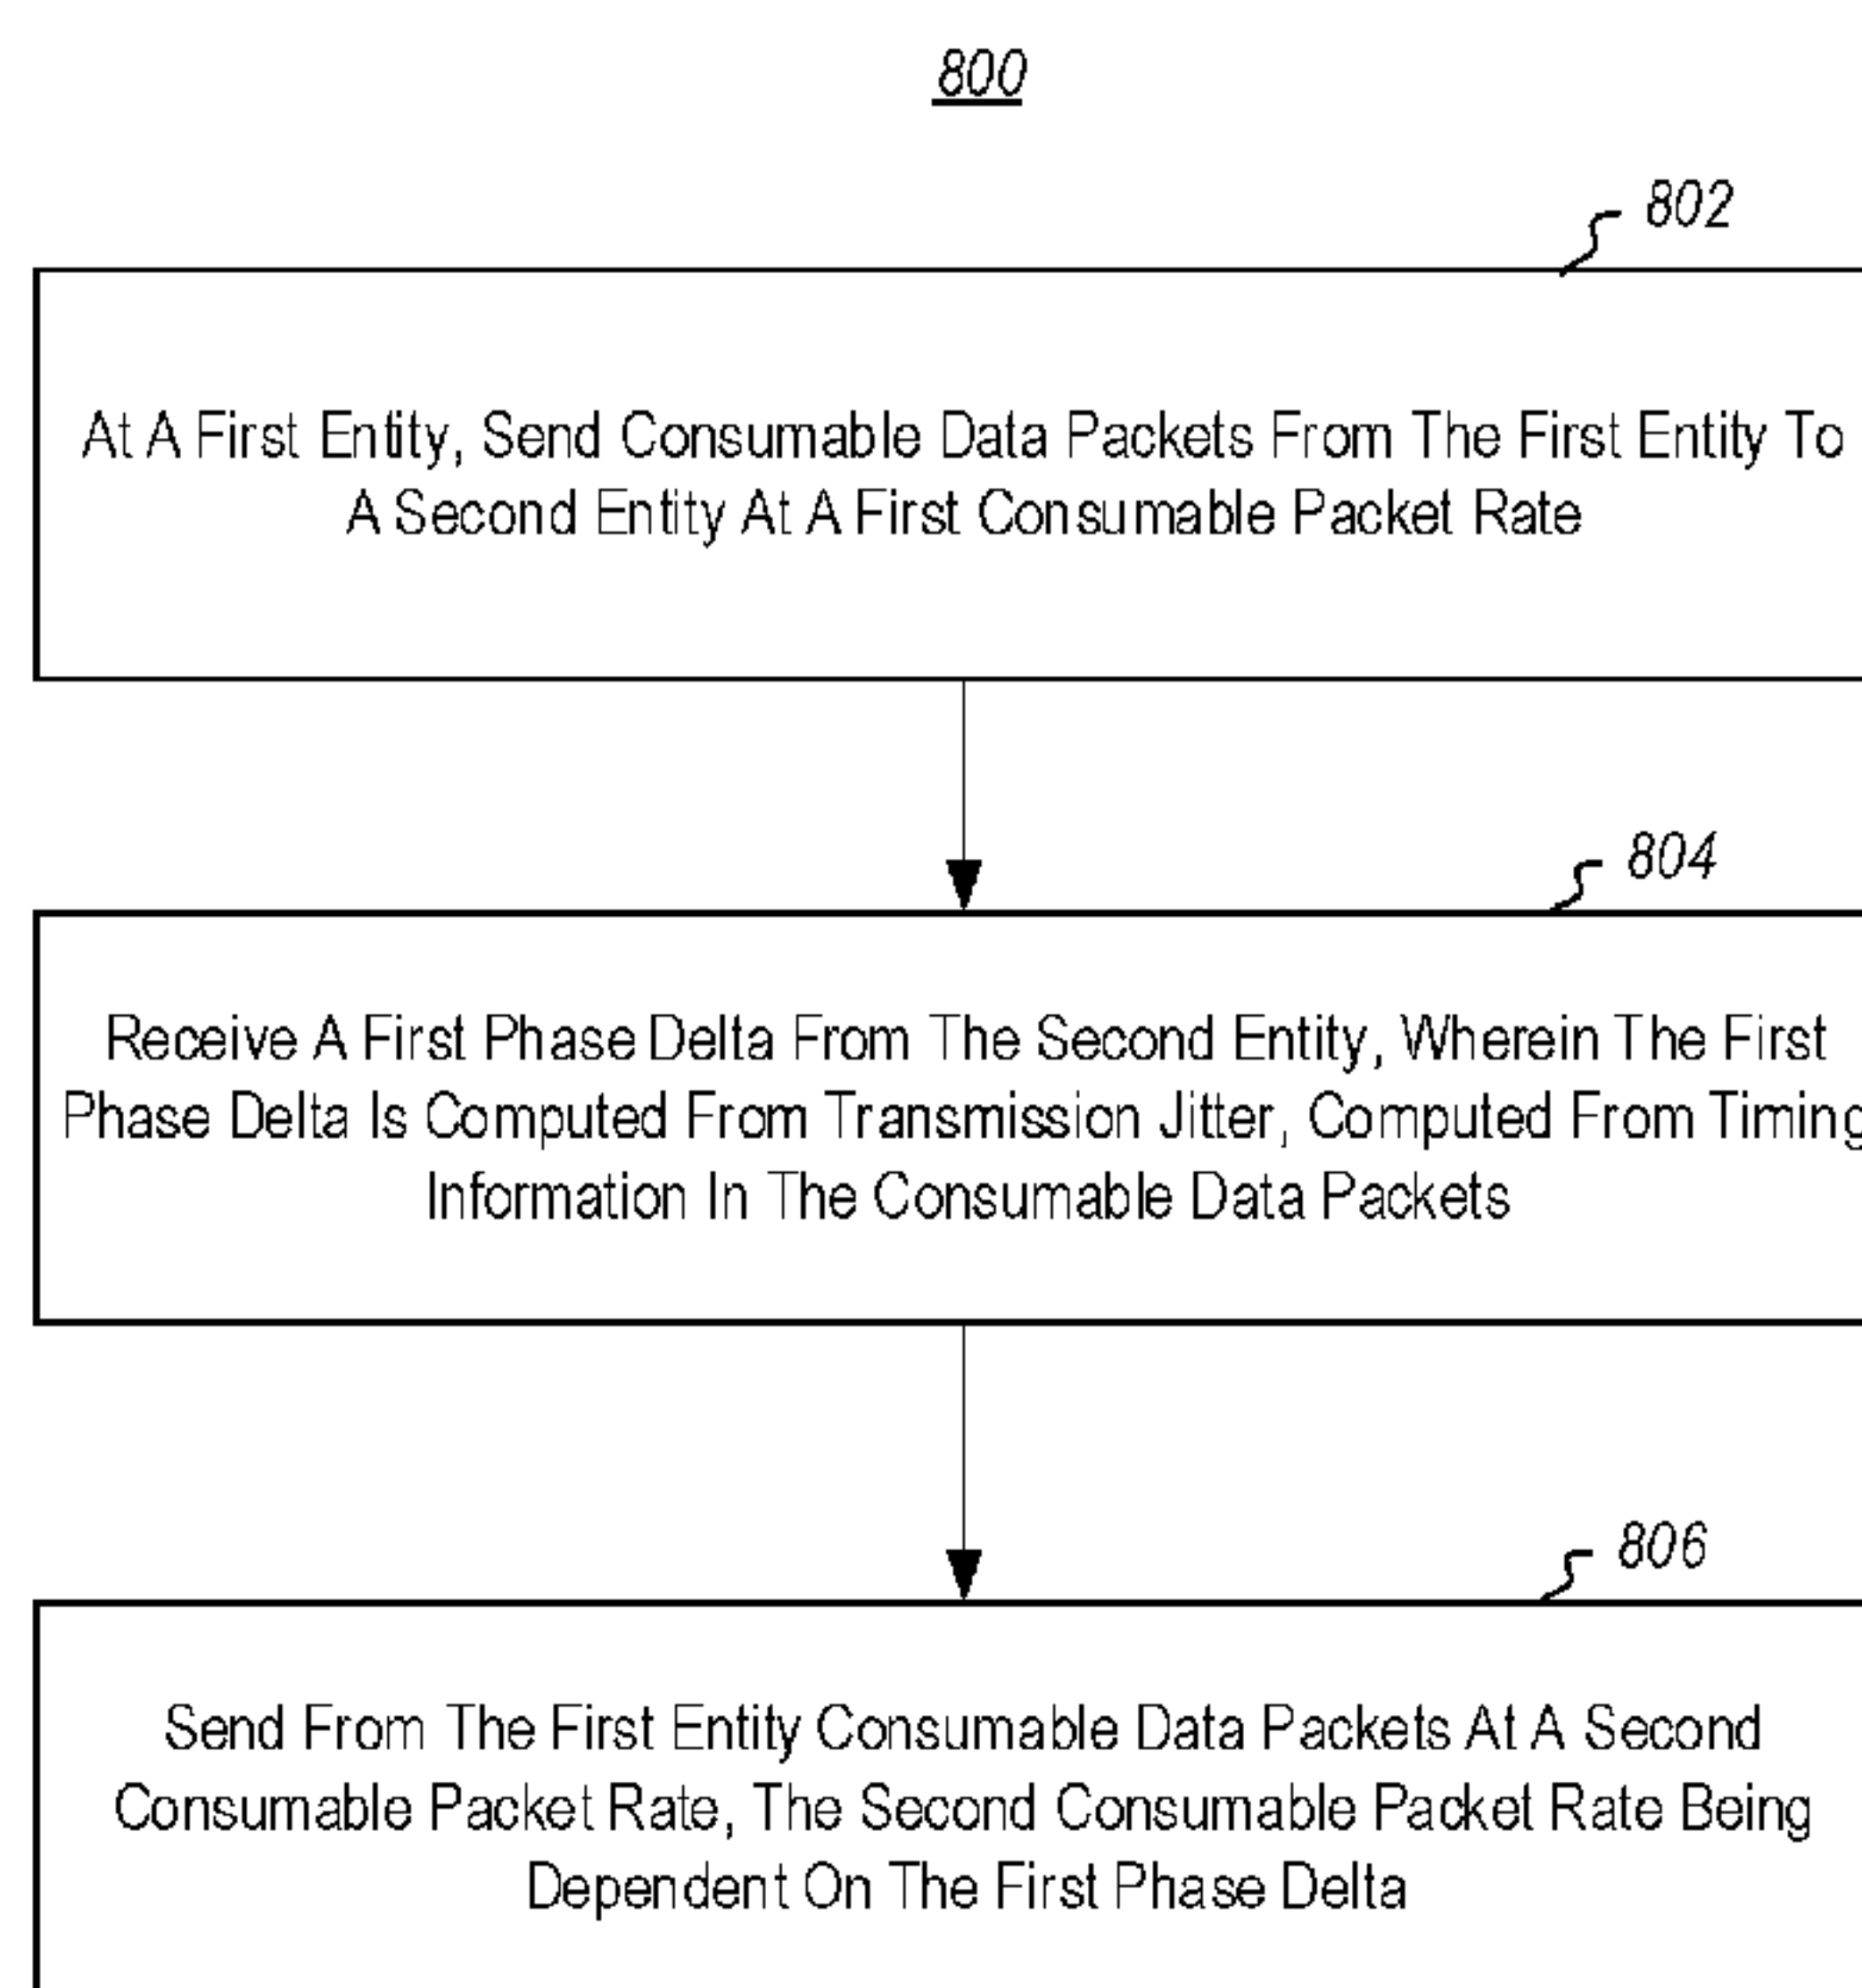 800
802
At A First Entity, Send Consumable Data Packets From The First Entity To
A Second Entity At A First Consumable Packet Rate
804
Receive A First Phase Delta From The Second Entity, Wherein The First
Phase Delta Is Computed From Transmission Jitter, Computed From Timing
Information In The Consumable Data Packets
806
Send From The First Entity Consumable Data Packets At A Second
Consumable Packet Rate, The Second Consumable Packet Rate Being
Dependent On The First Phase Delta